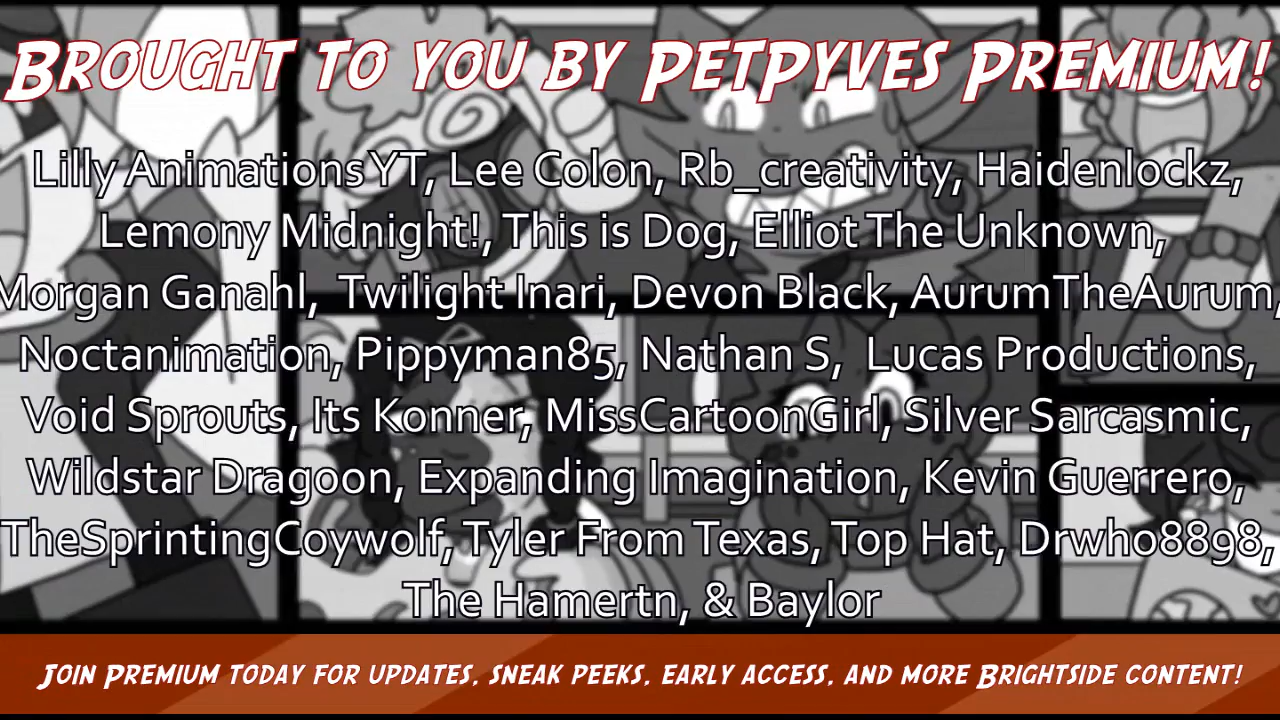 Brought to you by PetPyves Premium!
Lilly AnimationsYT, Lee Colon, Rb_creativity, Haidenlockz,
Lemony Midnight!, This is Dog, Elliot The Unknown,
Morgan Ganahl, Twilight Inari, Devon Black, AurumTheAurum,
Noctanimation, Pippyman85, Nathan S, Lucas Productions,
Void Sprouts, Its Konner, MissCartoonGirl, Silver Sarcasmic,
Wildstar Dragoon, Expanding Imagination, Kevin Guerrero,
TheSprintingCoywolf, Tyler From Texas, Top Hat, Drwho8898,
The Hamertn, & Baylor
Join Premium today for updates, sneak peeks, early access, and more Brightside content!